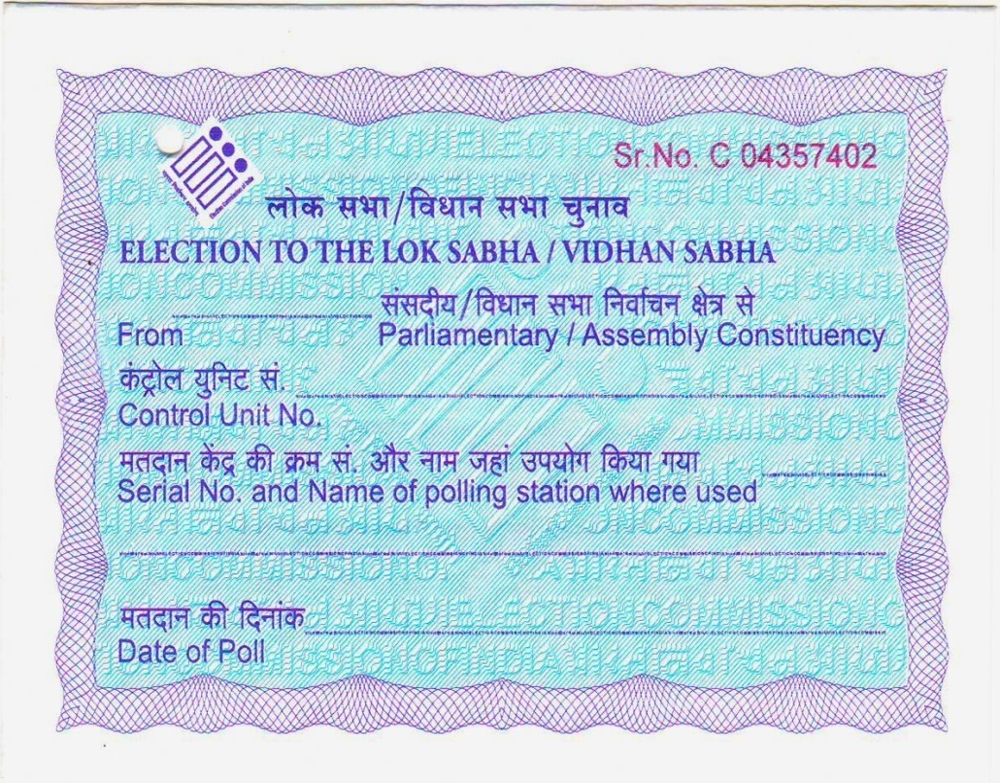 Sr.No. C 04357402
लोक सभा/विधान सभा चुनाव
ELECTION TO THE LOK SABHA / VIDHAN SABHA
संसदीय/विधान सभा निर्वाचन क्षेत्र से
From Parliamentary / Assembly Constituency
कंट्रोल युनिट सं.
Control Unit No.
मतदान केंद्र की क्रम सं. और नाम जहां उपयोग किया गया
Serial No. and Name of polling station where used
मतदान की दिनांक
Date of Poll